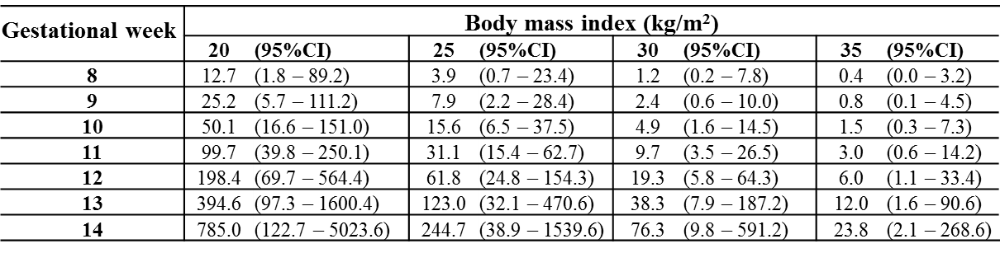 Gestational week Body mass index (kg/m²)
20 (95%CI) 25 (95%CI) 30 (95%CI) 35 (95%CI)
8 12.7 (1.8 – 89.2) 3.9 (0.7 – 23.4) 1.2 (0.2 – 7.8) 0.4 (0.0 – 3.2)
9 25.2 (5.7 – 111.2) 7.9 (2.2 – 28.4) 2.4 (0.6 – 10.0) 0.8 (0.1 – 4.5)
10 50.1 (16.6 – 151.0) 15.6 (6.5 – 37.5) 4.9 (1.6 – 14.5) 1.5 (0.3 – 7.3)
11 99.7 (39.8 – 250.1) 31.1 (15.4 – 62.7) 9.7 (3.5 – 26.5) 3.0 (0.6 – 14.2)
12 198.4 (69.7 – 564.4) 61.8 (24.8 – 154.3) 19.3 (5.8 – 64.3) 6.0 (1.1 – 33.4)
13 394.6 (97.3 – 1600.4) 123.0 (32.1 – 470.6) 38.3 (7.9 – 187.2) 12.0 (1.6 – 90.6)
14 785.0 (122.7 – 5023.6) 244.7 (38.9 – 1539.6) 76.3 (9.8 – 591.2) 23.8 (2.1 – 268.6)